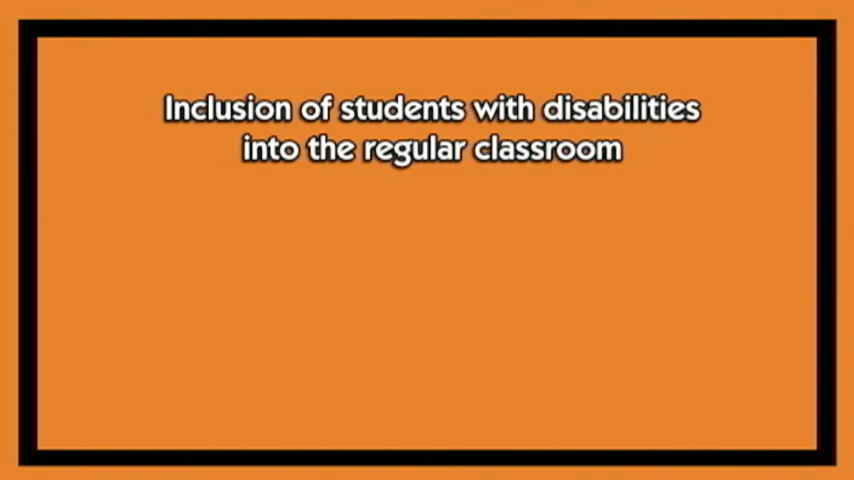 Inclusion of students with disabilities
into the regular classroom